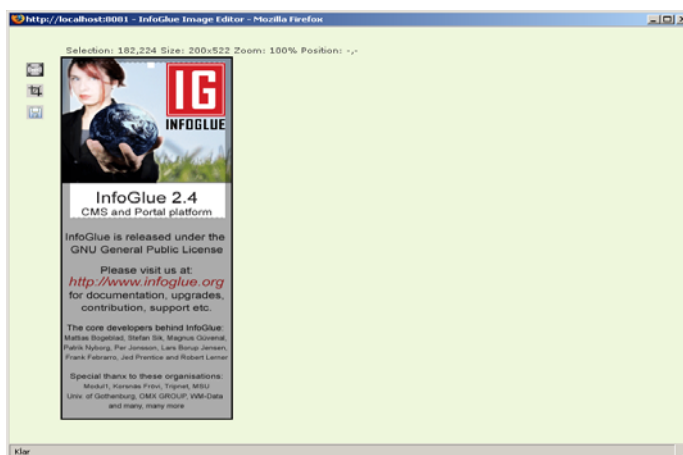 http://localhost:8081 - InfoGlue Image Editor - Mozilla Firefox
Selection: 182,224 Size: 200x522 Zoom: 100% Position: -,-
IG
INFOGLUE
InfoGlue 2.4
CMS and Portal platform
InfoGlue is released under the
GNU General Public License
Please visit us at:
http://www.infoglue.org
for documentation, upgrades,
contribution, support etc.
The core developers behind InfoGlue:
Mattias Bogeblad, Stefan Sik, Magnus Güvenal,
Patrik Nyborg, Per Jonsson, Lars Borup Jensen,
Frank Febrarro, Jed Prentice and Robert Lerner
Special thanx to these organisations:
Modul1, Korsnäs Frövi, Tripnet, MSU
Univ. of Gothenburg, OMX GROUP, WM-Data
and many, many more
Klar